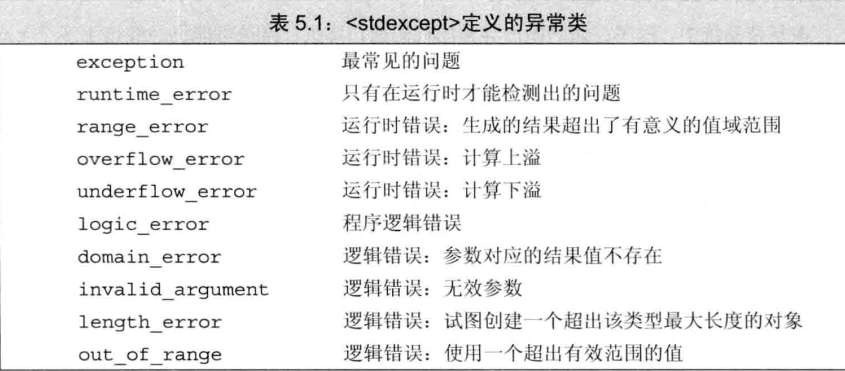 表 5.1：<stdexcept>定义的异常类
exception 最常见的问题
runtime_error 只有在运行时才能检测出的问题
range_error 运行时错误：生成的结果超出了有意义的值域范围
overflow_error 运行时错误：计算上溢
underflow_error 运行时错误：计算下溢
logic_error 程序逻辑错误
domain_error 逻辑错误：参数对应的结果值不存在
invalid_argument 逻辑错误：无效参数
length_error 逻辑错误：试图创建一个超出该类型最大长度的对象
out_of_range 逻辑错误：使用一个超出有效范围的值